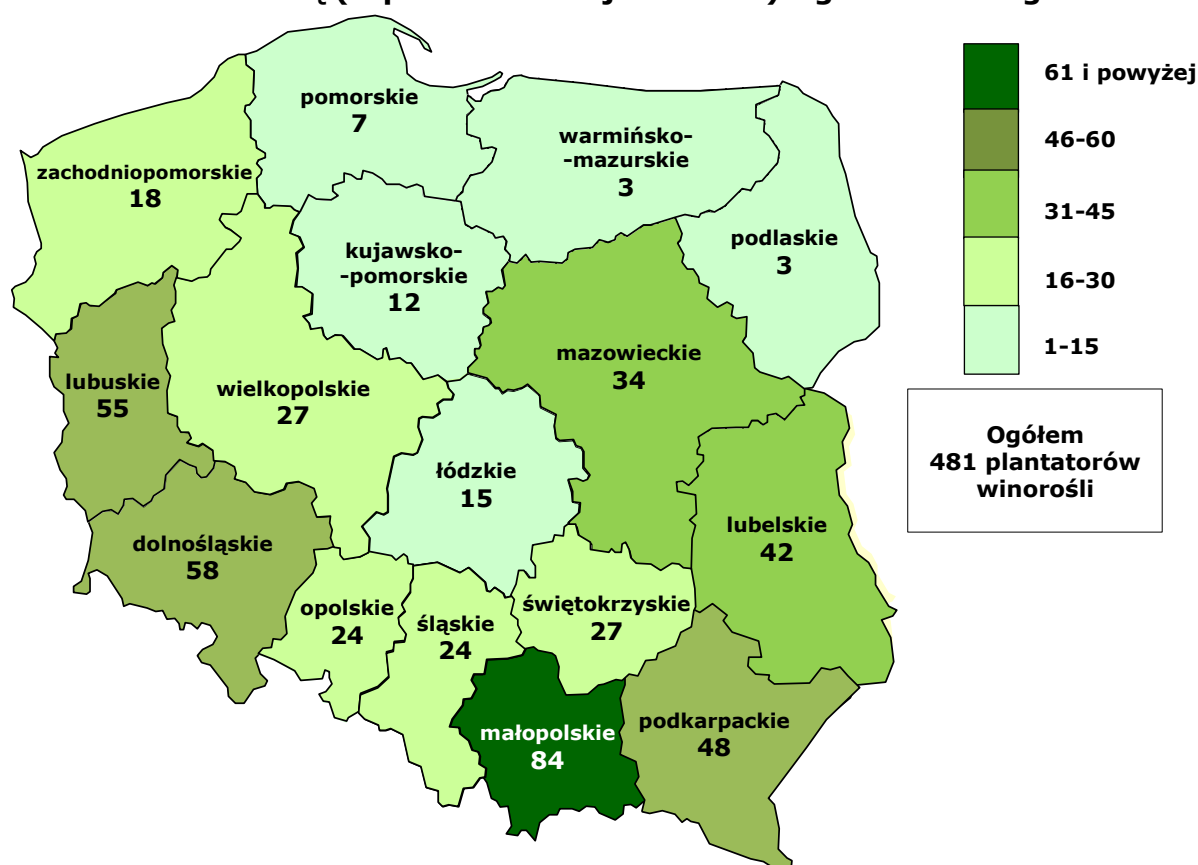 pomorskie
7
warmińsko-
-mazurskie
3
zachodniopomorskie
18
kujawsko-
-pomorskie
12
podlaskie
3
lubuskie
55
wielkopolskie
27
mazowieckie
34
łódzkie
15
dolnośląskie
58
lubelskie
42
opolskie
24
śląskie
24
świętokrzyskie
27
małopolskie
84
podkarpackie
48
61 i powyżej
46-60
31-45
16-30
1-15
Ogółem
481 plantatorów
winorośli